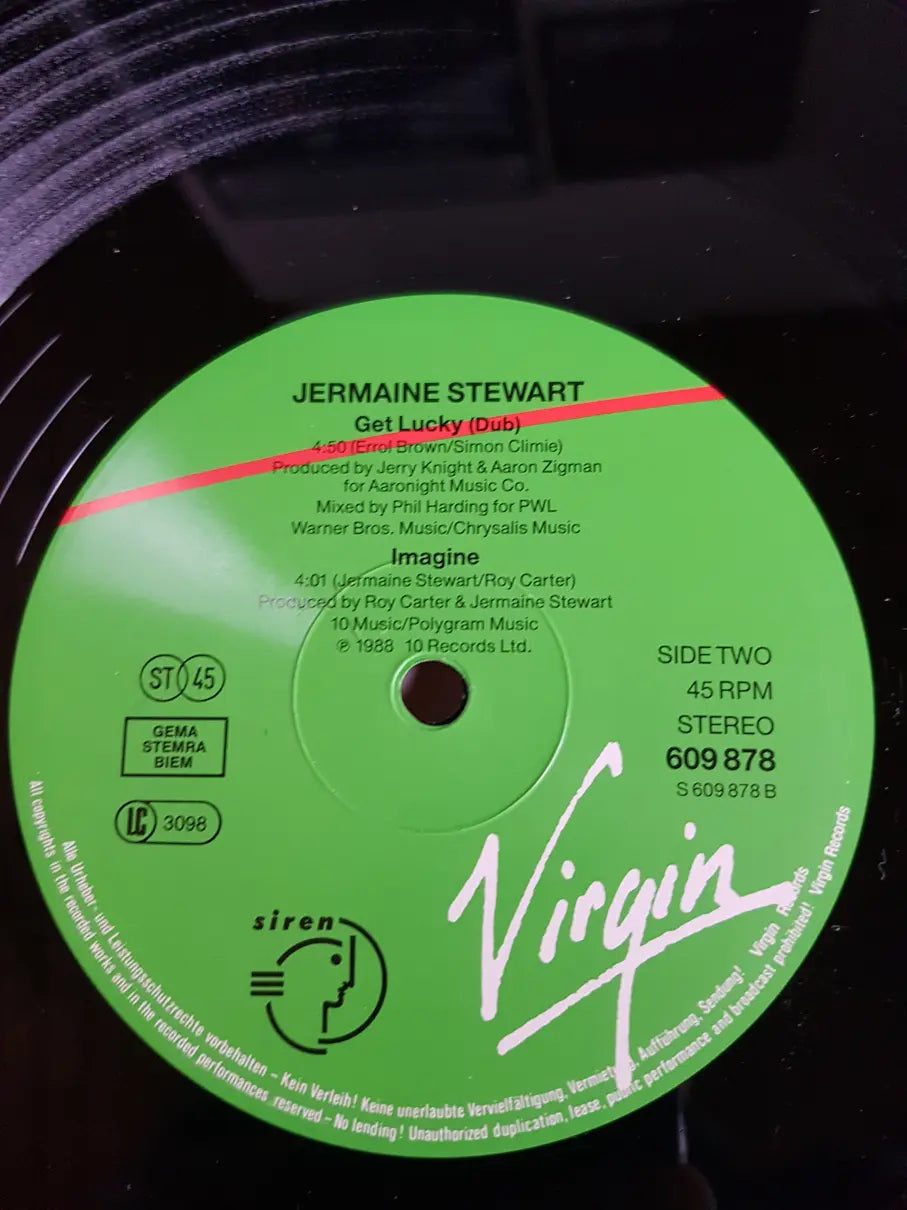 JERMAINE STEWART
Get Lucky (Dub)
4:50 (Errol Brown/Simon Climie)
Produced by Jerry Knight & Aaron Zigman
for Aaronight Music Co.
Mixed by Phil Harding for PWL
Warner Bros. Music/Chrysalis Music
Imagine
4:01 (Jermaine Stewart/Roy Carter)
Produced by Roy Carter & Jermaine Stewart
10 Music/Polygram Music
℗ 1988 10 Records Ltd.
ST 45
GEMA
STEMRA
BIEM
LC 3098
SIDE TWO
45 RPM
STEREO
609 878
S 609 878 B
siren
Virgin
Alle Urheber- und Leistungsschutzrechte vorbehalten – Kein Verleih! Keine unerlaubte Vervielfältigung, Vermietung, Aufführung, Sendung! Virgin Records
All copyrights in the recorded works and in the recorded performances reserved – No lending! Unauthorized duplication, lease, public performance and broadcast prohibited! Virgin Records